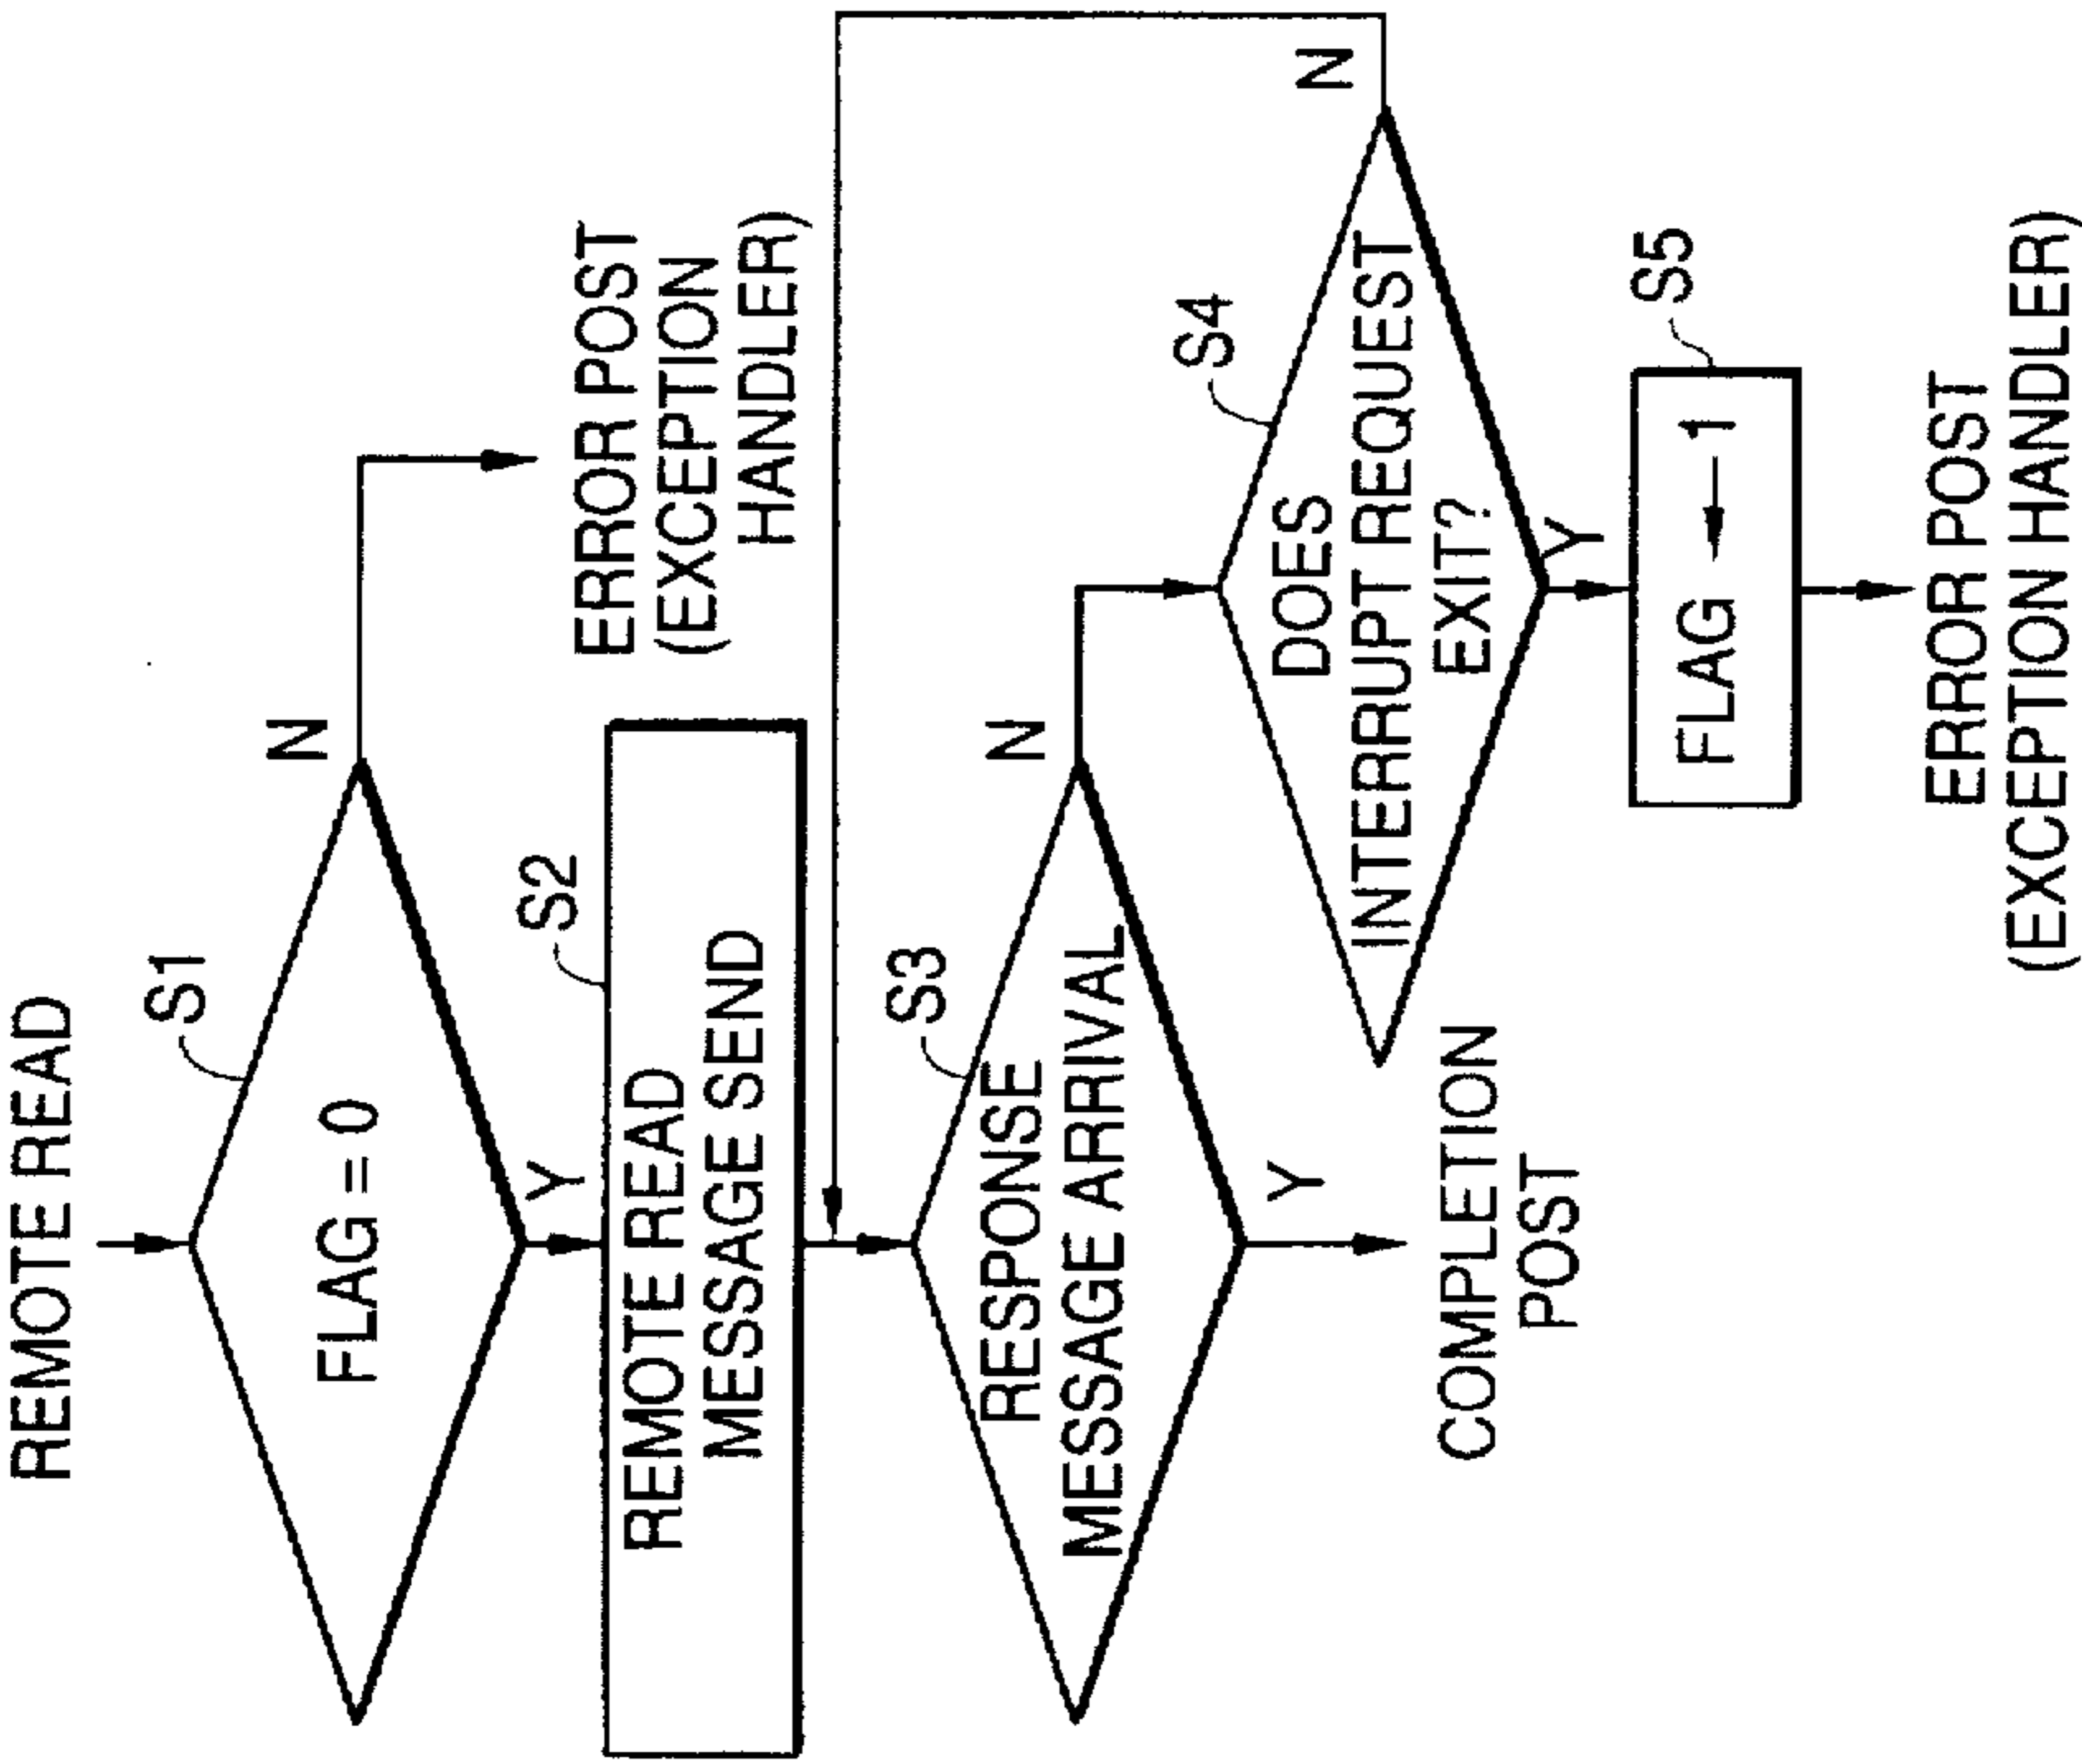 REMOTE READ
S1
FLAG = 0
N
Y
ERROR POST
(EXCEPTION
HANDLER)
S2
REMOTE READ
MESSAGE SEND
S3
RESPONSE
MESSAGE ARRIVAL
N
Y
COMPLETION
POST
S4
DOES
INTERRUPT REQUEST
EXIT?
N
Y
S5
FLAG ← 1
ERROR POST
(EXCEPTION HANDLER)